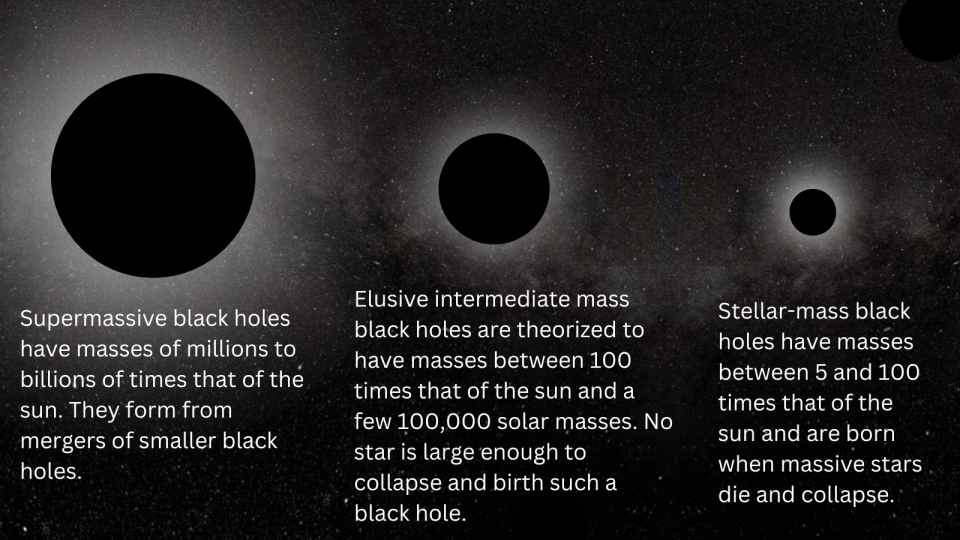 Supermassive black holes
have masses of millions to
billions of times that of the
sun. They form from
mergers of smaller black
holes.
Elusive intermediate mass
black holes are theorized to
have masses between 100
times that of the sun and a
few 100,000 solar masses. No
star is large enough to
collapse and birth such a
black hole.
Stellar-mass black
holes have masses
between 5 and 100
times that of the
sun and are born
when massive stars
die and collapse.